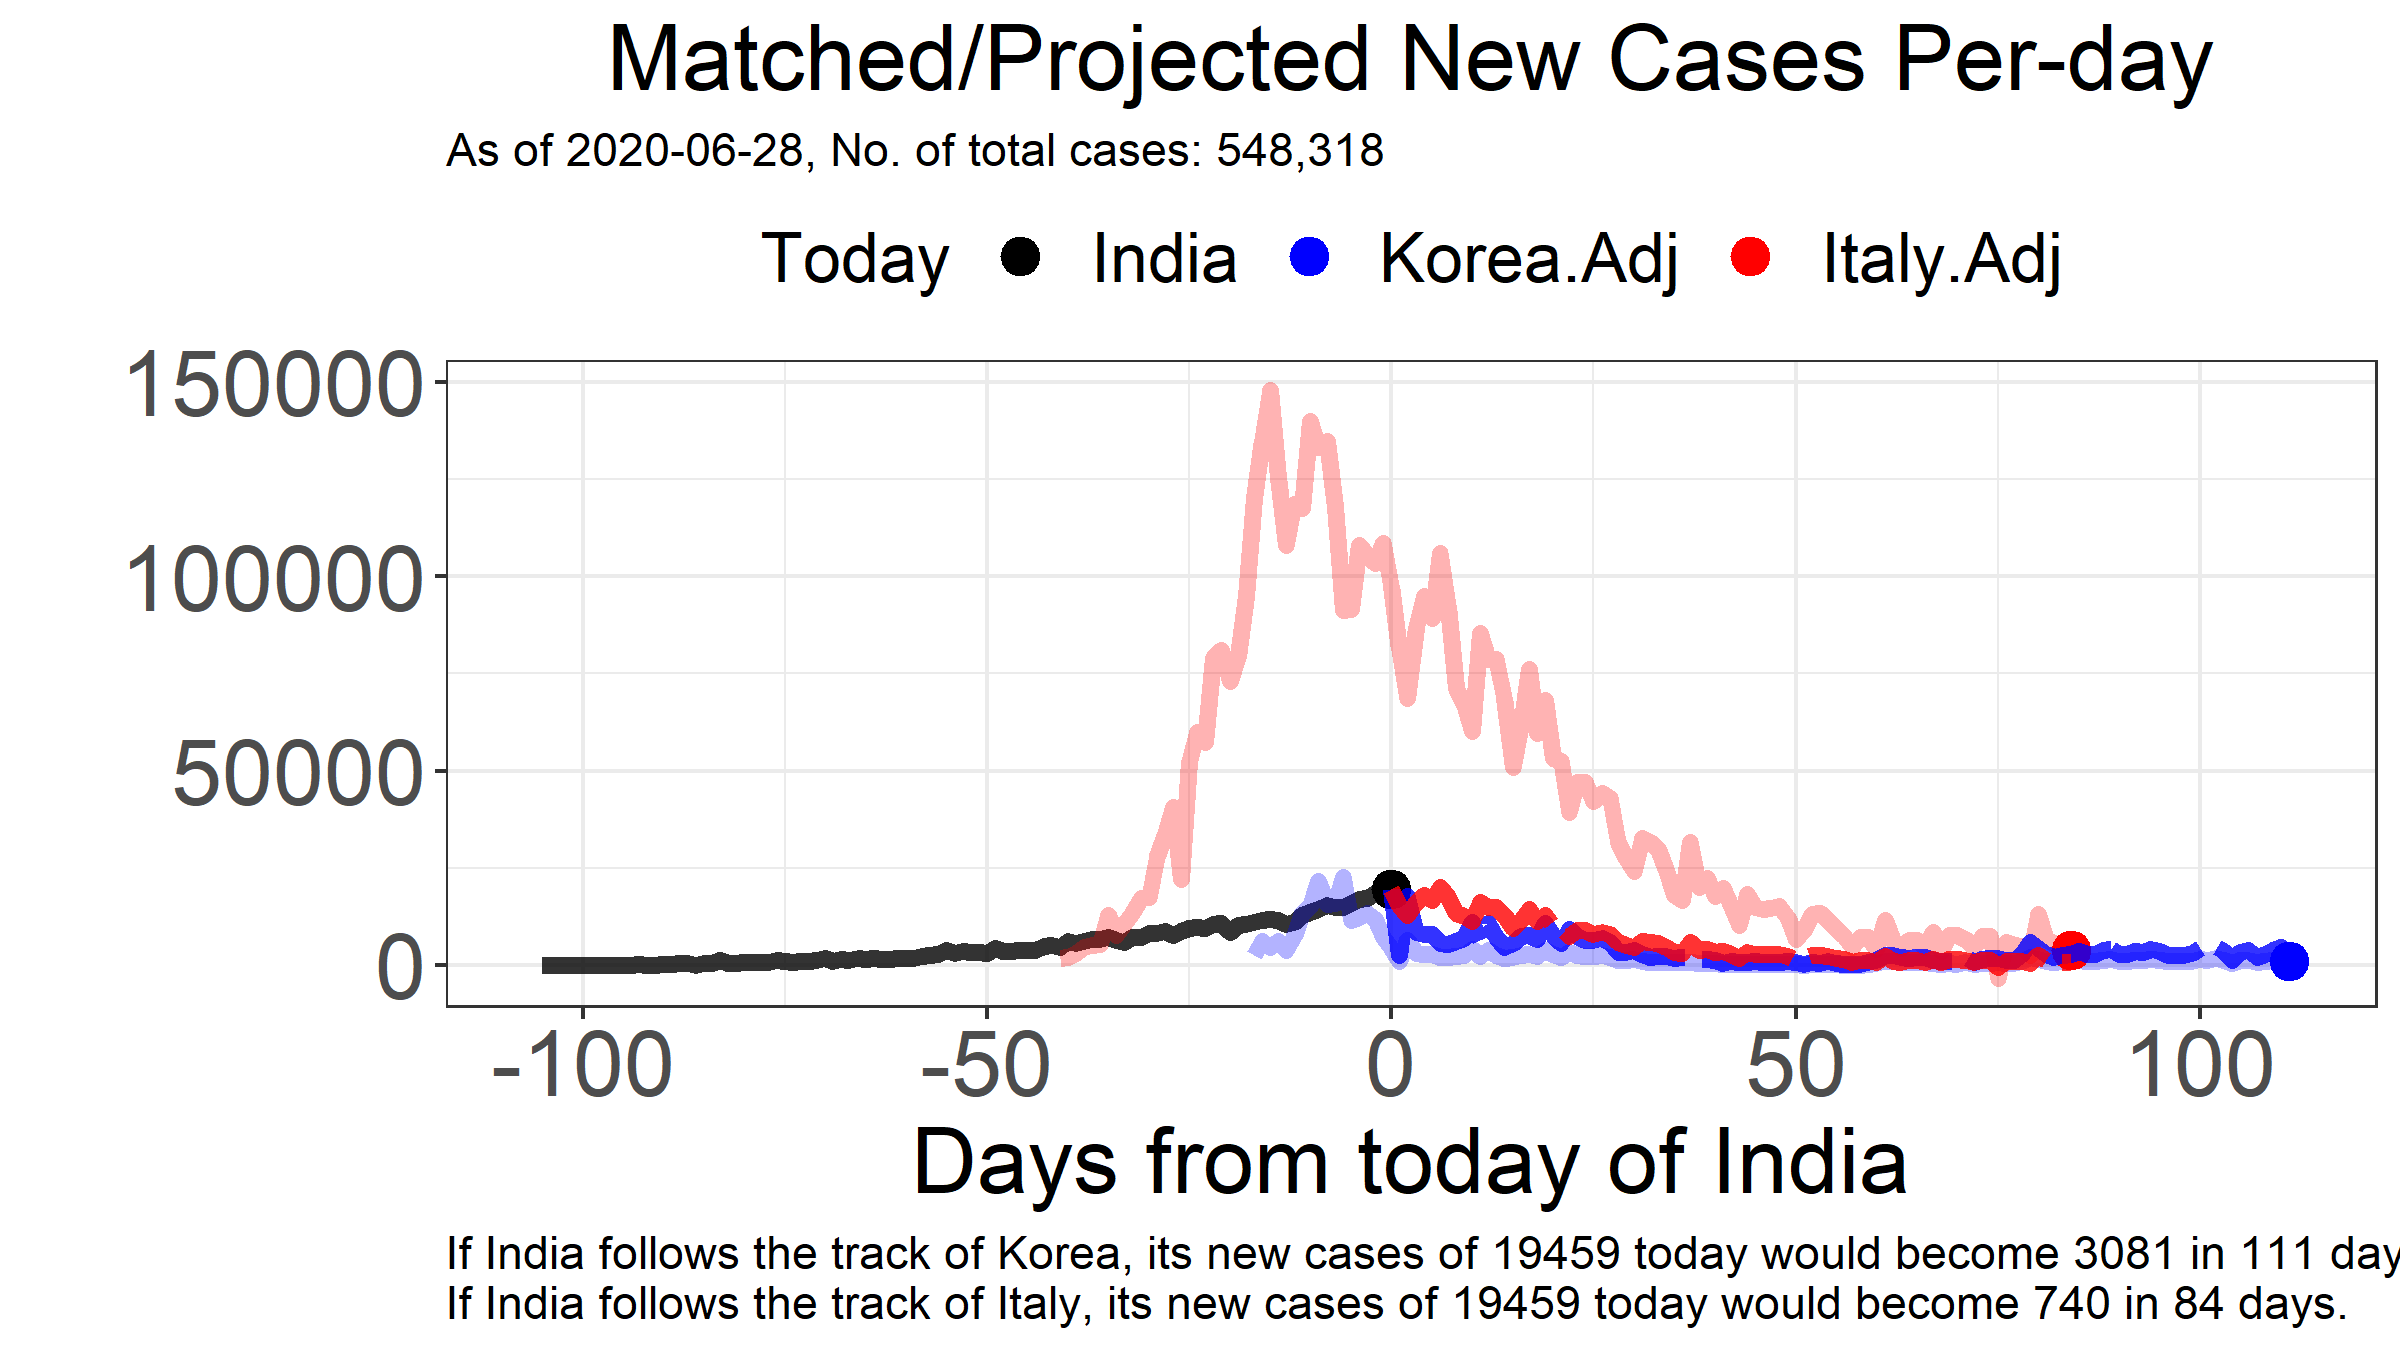 Matched/Projected New Cases Per-day
As of 2020-06-28, No. of total cases: 548,318
Today India Korea.Adj Italy.Adj
150000
100000
50000
0
-100 -50 0 50 100
Days from today of India
If India follows the track of Korea, its new cases of 19459 today would become 3081 in 111 day
If India follows the track of Italy, its new cases of 19459 today would become 740 in 84 days.